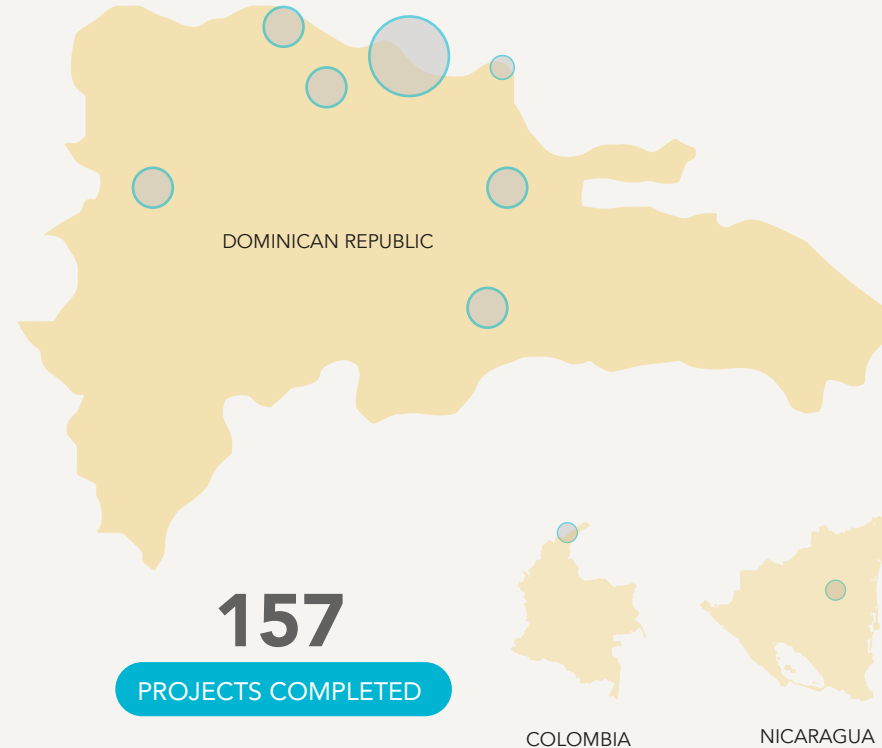 DOMINICAN REPUBLIC
157
PROJECTS COMPLETED
COLOMBIA
NICARAGUA